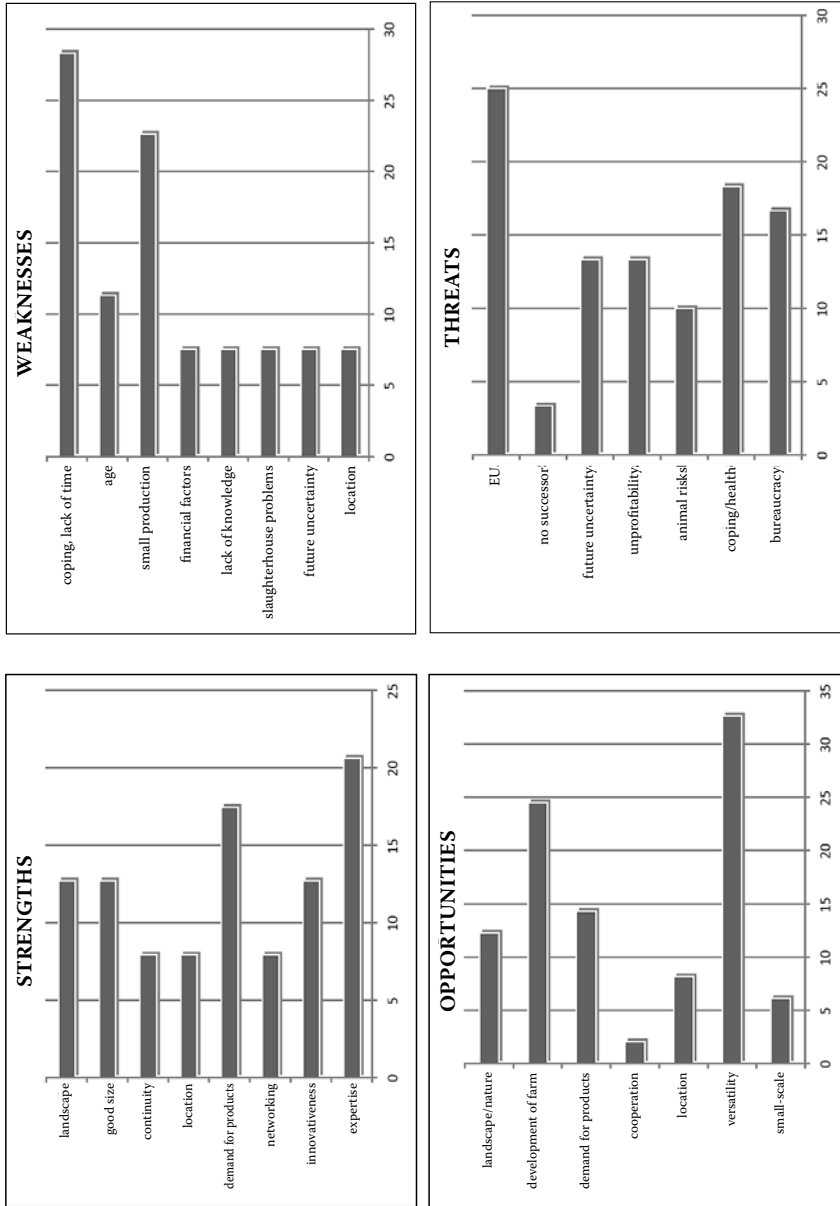 WEAKNESSES
coping, lack of time
age
small production
financial factors
lack of knowledge
slaughterhouse problems
future uncertainty
location
0 5 10 15 20 25 30
THREATS
EU
no successor
future uncertainty
unprofitability
animal risks
coping/health
bureaucracy
0 5 10 15 20 25 30
STRENGTHS
landscape
good size
continuity
location
demand for products
networking
innovativeness
expertise
0 5 10 15 20 25
OPPORTUNITIES
landscape/nature
development of farm
demand for products
cooperation
location
versatility
small-scale
0 5 10 15 20 25 30 35